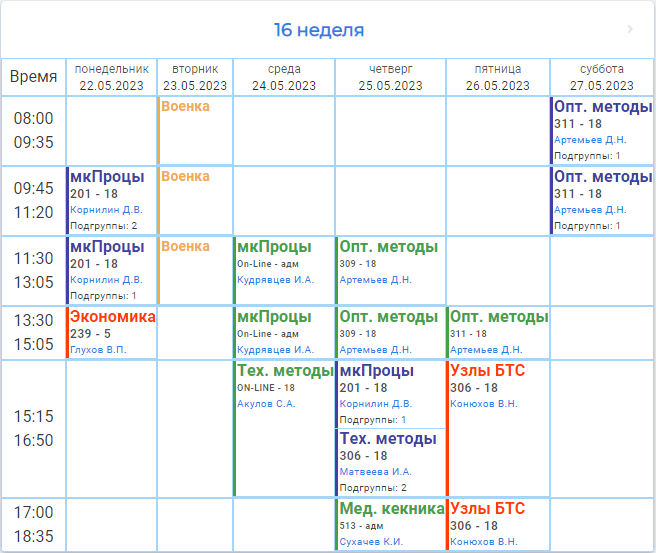 16 неделя
Время
понедельник
22.05.2023
вторник
23.05.2023
среда
24.05.2023
четверг
25.05.2023
пятница
26.05.2023
суббота
27.05.2023
08:00
09:35
Военка
Опт. методы
311 - 18
Артемьев Д.Н.
Подгруппы: 1
09:45
11:20
мкПроцы
201 - 18
Корнилин Д.В.
Подгруппы: 2
Военка
Опт. методы
311 - 18
Артемьев Д.Н.
Подгруппы: 1
11:30
13:05
мкПроцы
201 - 18
Корнилин Д.В.
Подгруппы: 1
Военка
мкПроцы
On-Line - адм
Кудрявцев И.А.
Опт. методы
309 - 18
Артемьев Д.Н.
13:30
15:05
Экономика
239 - 5
Глухов В.П.
мкПроцы
On-Line - адм
Кудрявцев И.А.
Опт. методы
309 - 18
Артемьев Д.Н.
Опт. методы
311 - 18
Артемьев Д.Н.
15:15
16:50
Тех. методы
ON-LINE - 18
Акулов С.А.
мкПроцы
201 - 18
Корнилин Д.В.
Подгруппы: 1
Тех. методы
306 - 18
Матвеева И.А.
Подгруппы: 2
Узлы БТС
306 - 18
Конюхов В.Н.
17:00
18:35
Мед. кекника
513 - адм
Сухачев К.И.
Узлы БТС
306 - 18
Конюхов В.Н.